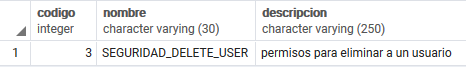 codigo nombre descripcion
integer character varying (30) character varying (250)
1 3 SEGURIDAD_DELETE_USER permisos para eliminar a un usuario